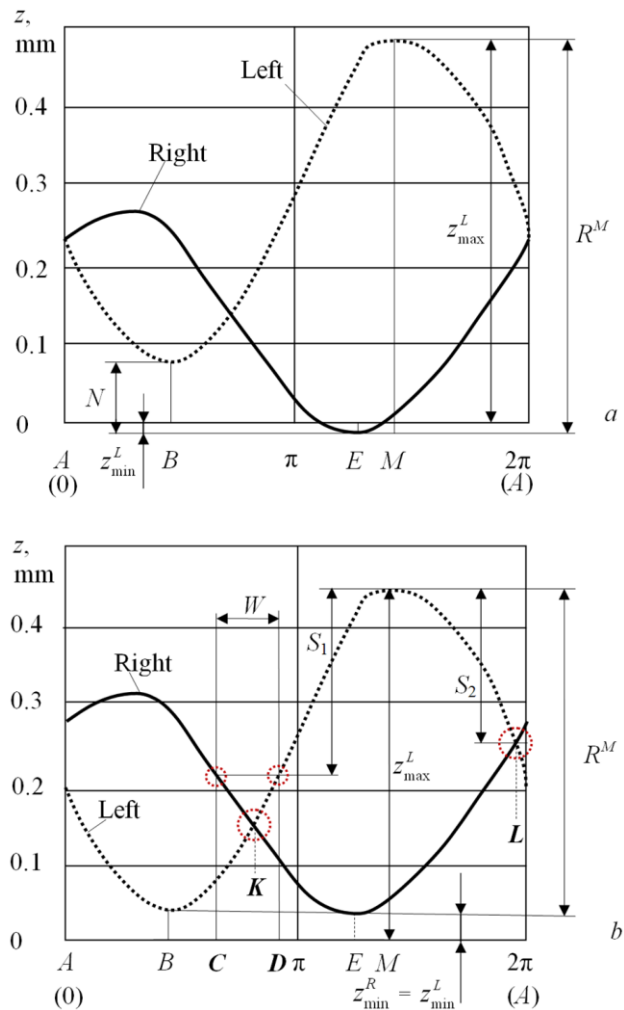 z,
mm
Left
0.4
Right
0.3
z^L_max
R^M
0.2
0.1
N
0
a
z^L_min
A
B
π
E
M
2π
(0)
(A)
z,
mm
W
0.4
S_1
Right
S_2
0.3
R^M
z^L_max
0.2
Left
L
0.1
K
0
b
A
B
C
D
π
E
M
2π
(0)
z^R_min = z^L_min
(A)